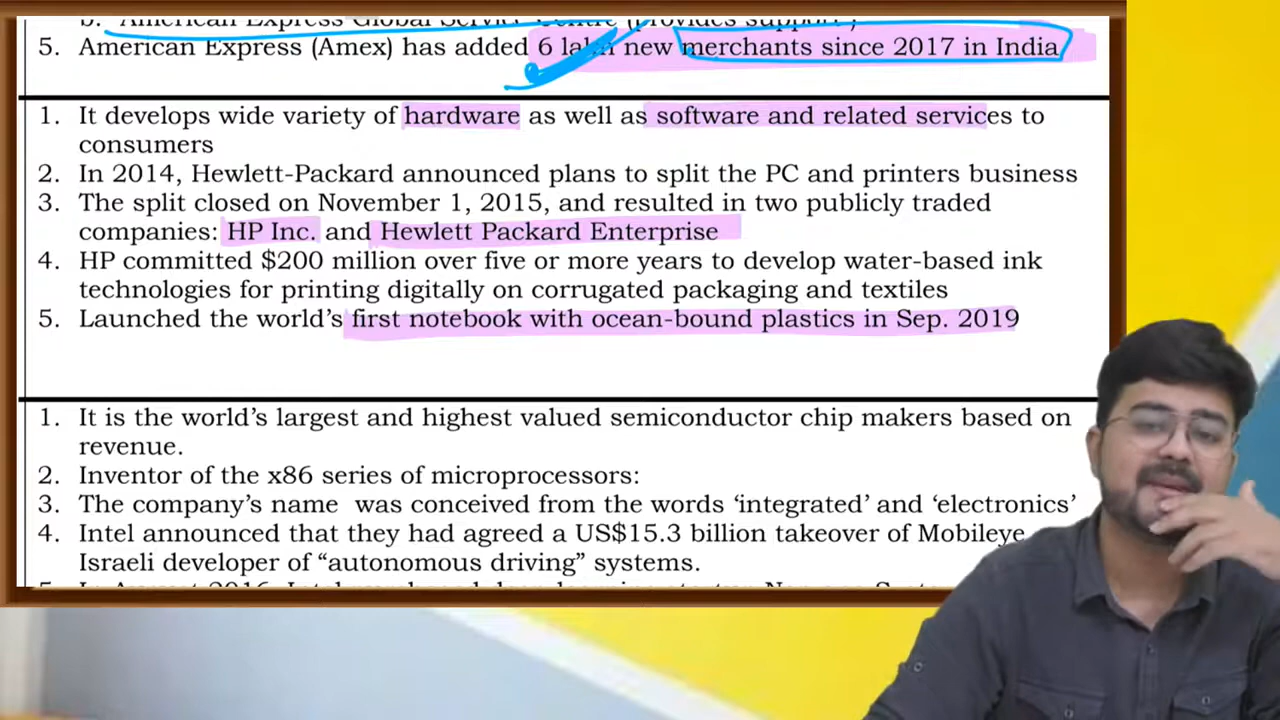 b. American Express Global Service Centre (provides support)
5. American Express (Amex) has added 6 lakh new merchants since 2017 in India
1. It develops wide variety of hardware as well as software and related services to
consumers
2. In 2014, Hewlett-Packard announced plans to split the PC and printers business
3. The split closed on November 1, 2015, and resulted in two publicly traded
companies: HP Inc. and Hewlett Packard Enterprise
4. HP committed $200 million over five or more years to develop water-based ink
technologies for printing digitally on corrugated packaging and textiles
5. Launched the world’s first notebook with ocean-bound plastics in Sep. 2019
1. It is the world’s largest and highest valued semiconductor chip makers based on
revenue.
2. Inventor of the x86 series of microprocessors:
3. The company’s name was conceived from the words ‘integrated’ and ‘electronics’
4. Intel announced that they had agreed a US$15.3 billion takeover of Mobileye
Israeli developer of “autonomous driving” systems.